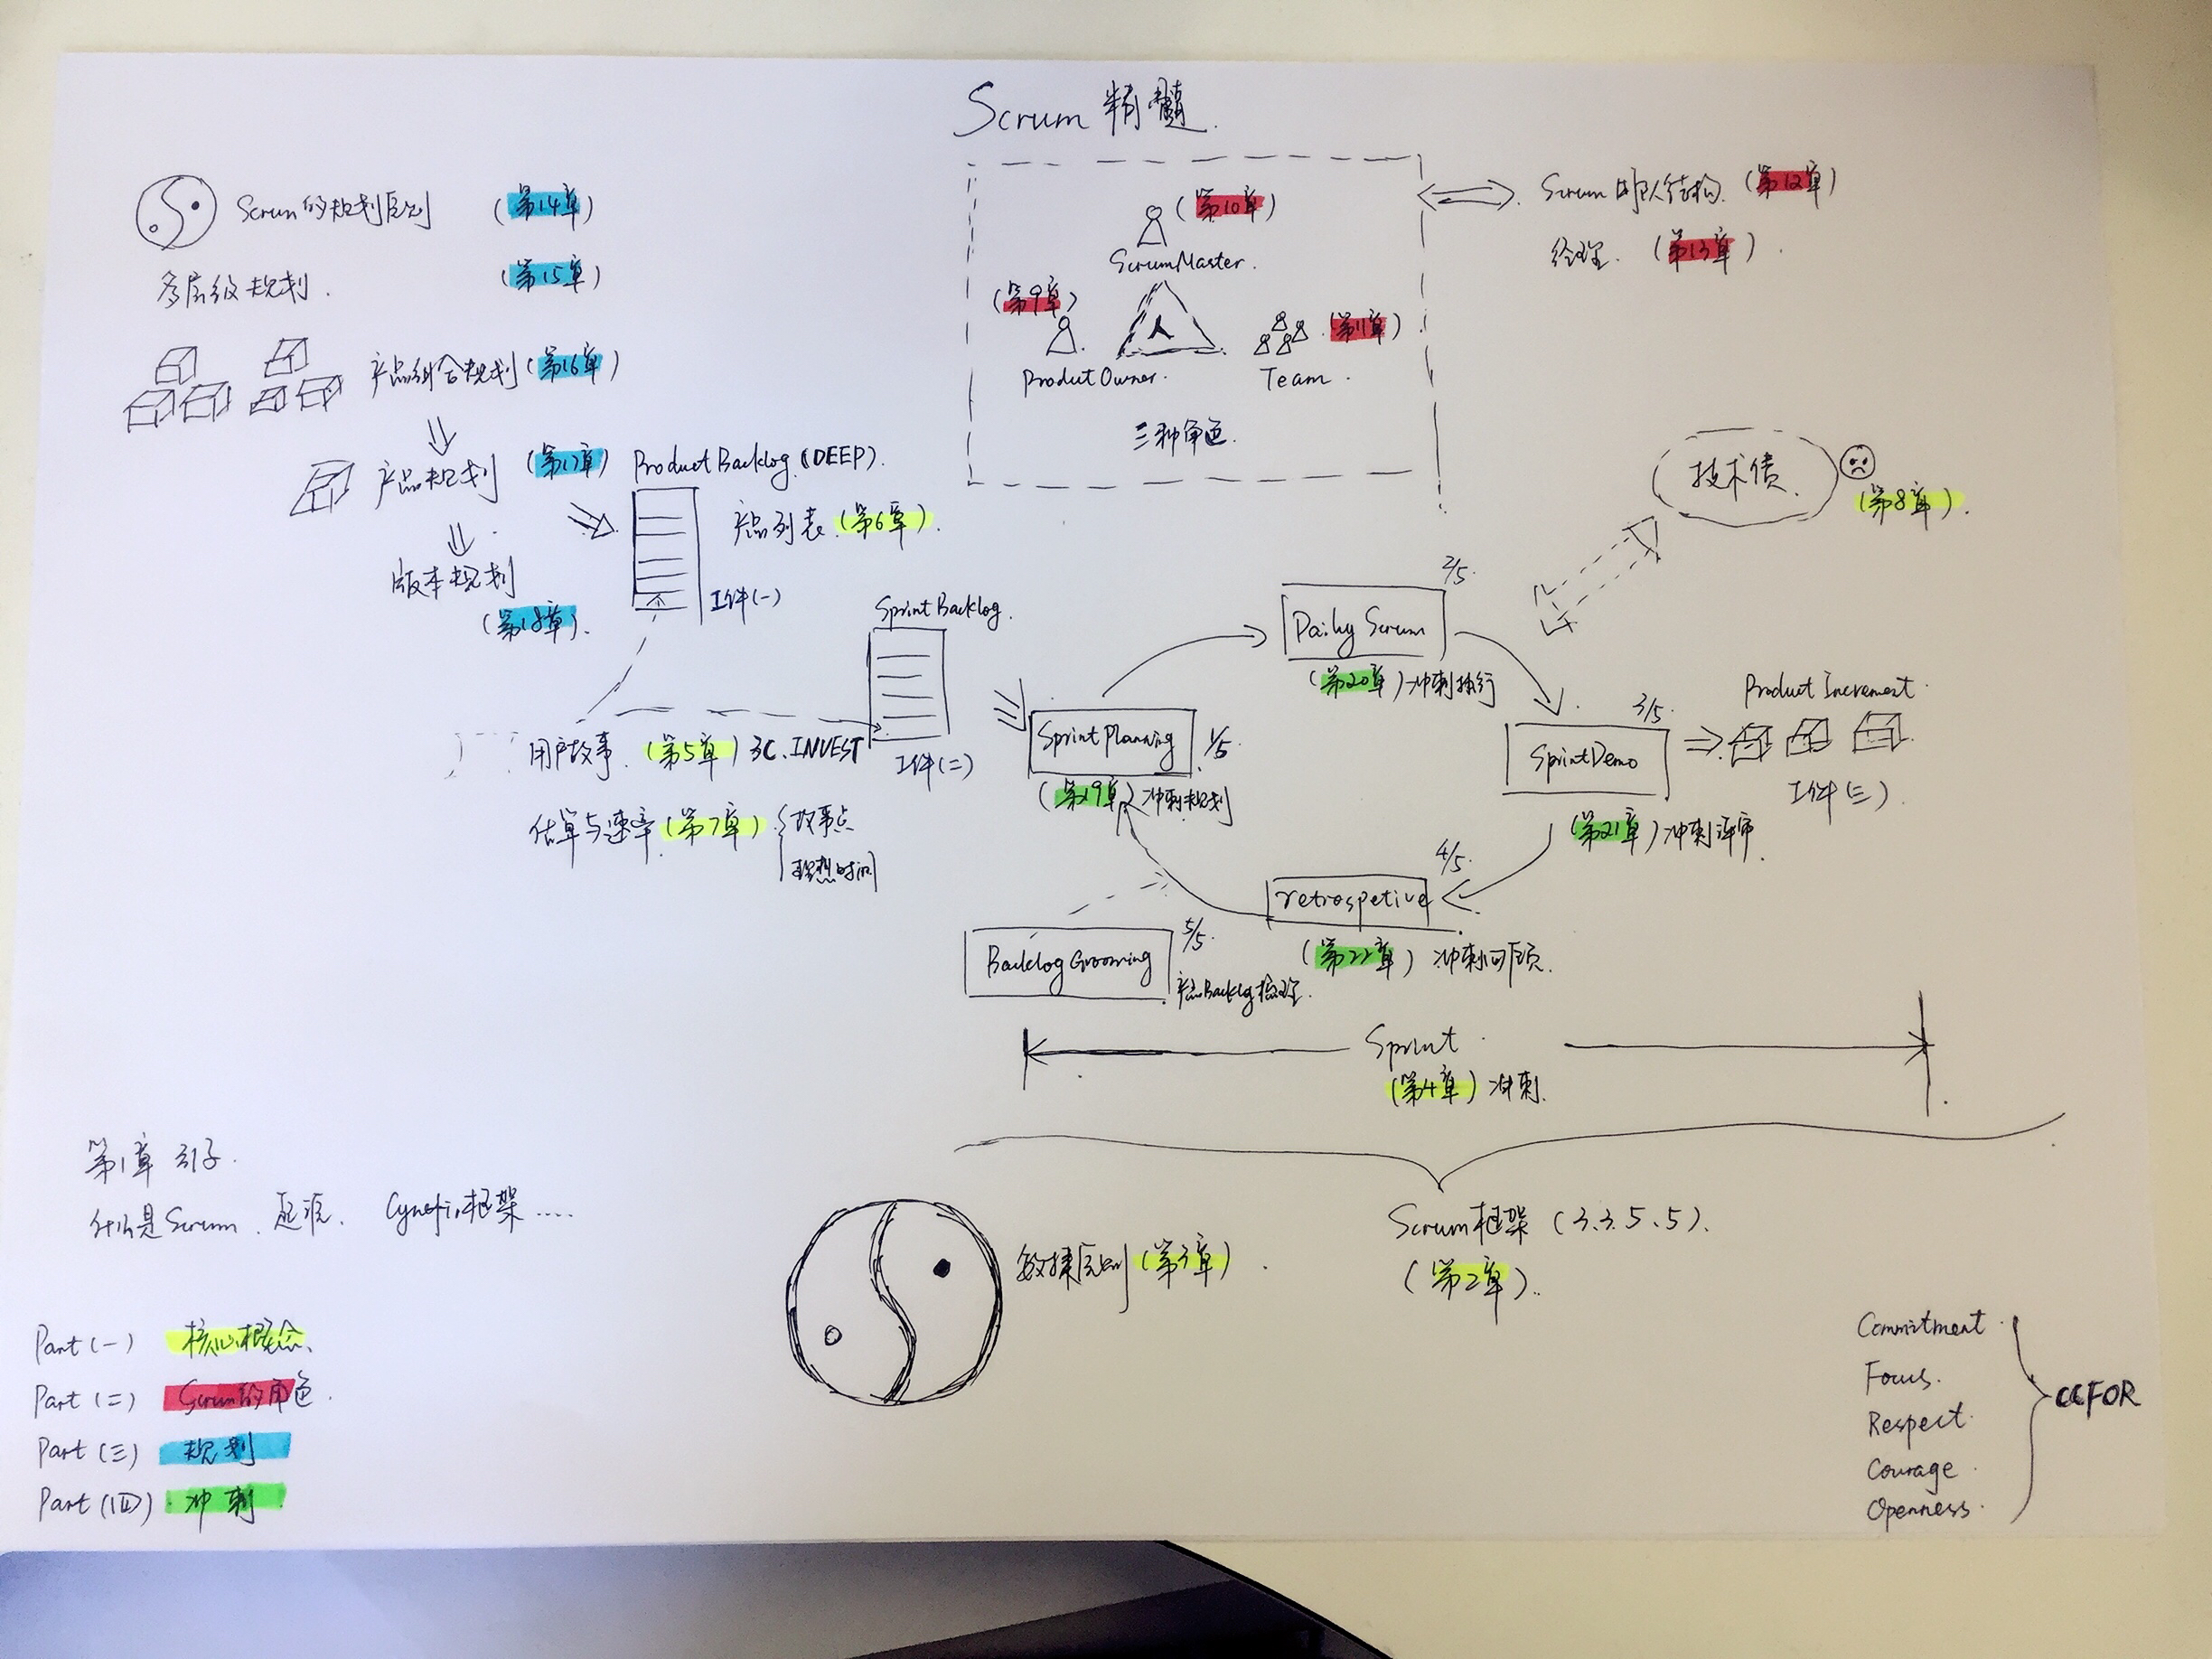 Scrum 精髓.
Scrum的规划原则 (第14章)
多层级规划. (第15章)
产品组合规划 (第16章)
产品规划 (第17章)
版本规划
(第18章).
Product Backlog (DEEP).
产品列表 (第6章).
工件(一)
(第10章)
ScrumMaster.
(第9章)
Produt Owner.
(第11章)
Team.
三种角色.
Scrum团队结构. (第12章)
经理. (第13章).
技术债.
(第8章).
Sprint Backlog.
工件(二)
用户故事. (第5章) 3C、INVEST
估算与速率 (第7章)
故事点
理想时间
Sprint Planning 1/5.
(第19章) 冲刺规划
2/5.
Daily Scrum
(第20章) 冲刺执行
3/5.
Sprint Demo
(第21章) 冲刺评审.
Product Increment.
工件(三).
4/5.
retrospetive
(第22章) 冲刺回顾.
5/5.
Backlog Grooming
产品Backlog梳理.
Sprint.
(第4章) 冲刺.
Scrum框架 (3、3、5、5).
(第2章).
敏捷原则 (第3章).
第1章 引子.
什么是Scrum、起源、 Cynefin框架.....
Part (一) 核心概念、
Part (二) Scrum的角色.
Part (三) 规划
Part (四) 冲刺
Commitment
Focus.
Respect.
Courage.
Openness.
CCFOR